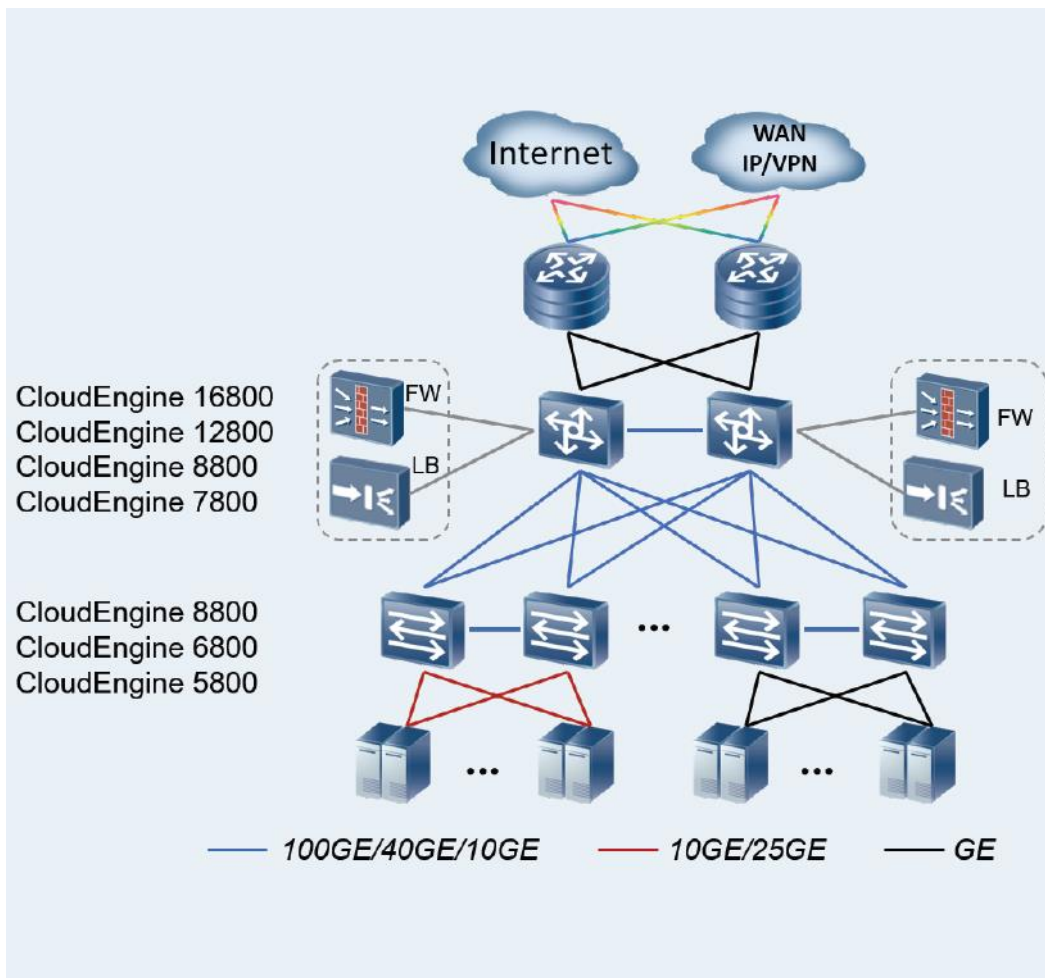 Internet
WAN
IP/VPN
CloudEngine 16800
CloudEngine 12800
CloudEngine 8800
CloudEngine 7800
FW
LB
FW
LB
CloudEngine 8800
CloudEngine 6800
CloudEngine 5800
...
... ...
100GE/40GE/10GE 10GE/25GE GE